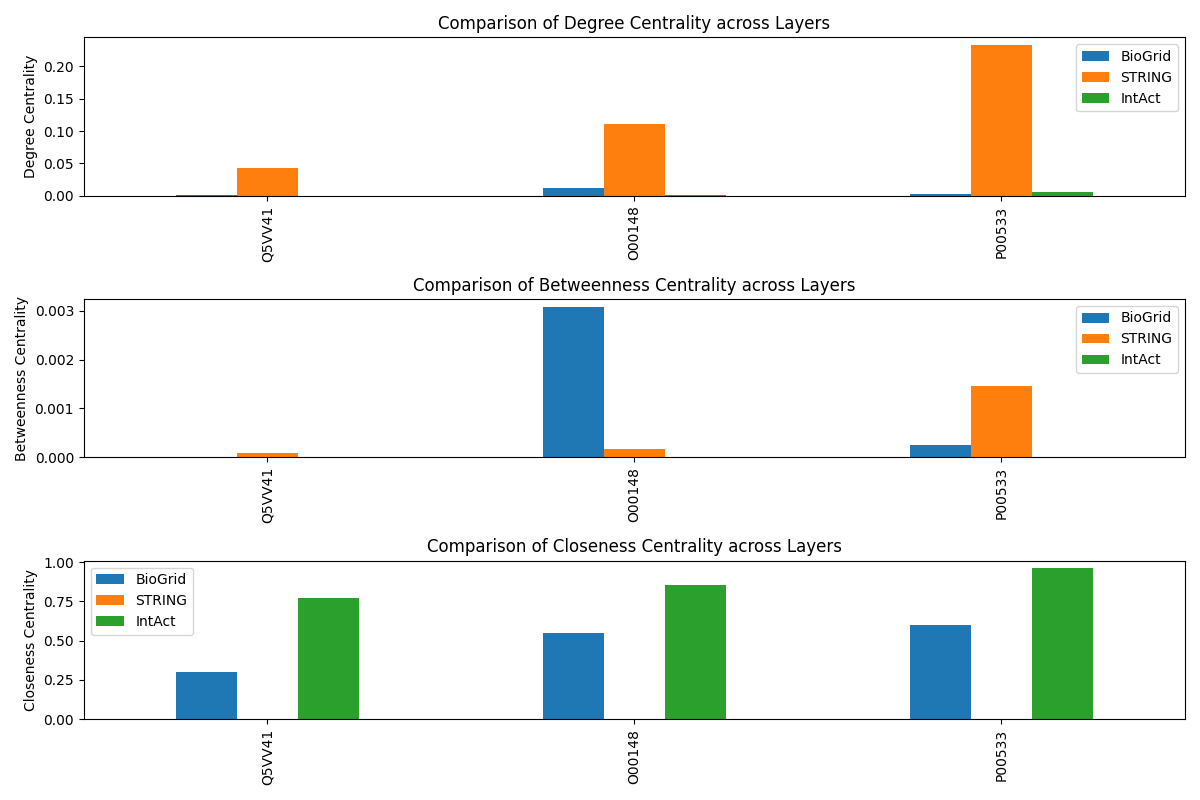 Comparison of Degree Centrality across Layers
Degree Centrality
0.20
0.15
0.10
0.05
0.00
BioGrid
STRING
IntAct
Q5VV41
O00148
P00533
Comparison of Betweenness Centrality across Layers
Betweenness Centrality
0.003
0.002
0.001
0.000
BioGrid
STRING
IntAct
Q5VV41
O00148
P00533
Comparison of Closeness Centrality across Layers
Closeness Centrality
1.00
0.75
0.50
0.25
0.00
BioGrid
STRING
IntAct
Q5VV41
O00148
P00533